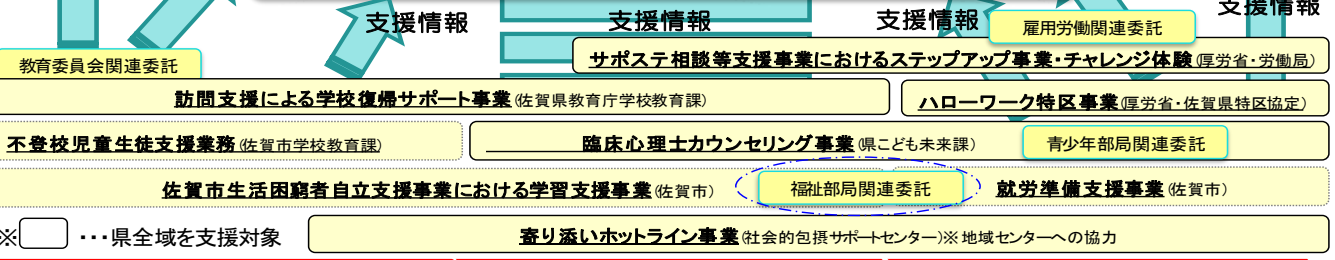 支援情報
支援情報
支援情報
支援情報
雇用労働関連委託
教育委員会関連委託
サポステ相談等支援事業におけるステップアップ事業・チャレンジ体験(厚労省・労働局)
訪問支援による学校復帰サポート事業(佐賀県教育庁学校教育課)
ハローワーク特区事業(厚労省・佐賀県特区協定)
不登校児童生徒支援業務(佐賀市学校教育課)
臨床心理士カウンセリング事業(県こども未来課)
青少年部局関連委託
佐賀市生活困窮者自立支援事業における学習支援事業(佐賀市)
福祉部局関連委託
就労準備支援事業(佐賀市)
※ ・・・県全域を支援対象
寄り添いホットライン事業(社会的包摂サポートセンター)※地域センターへの協力